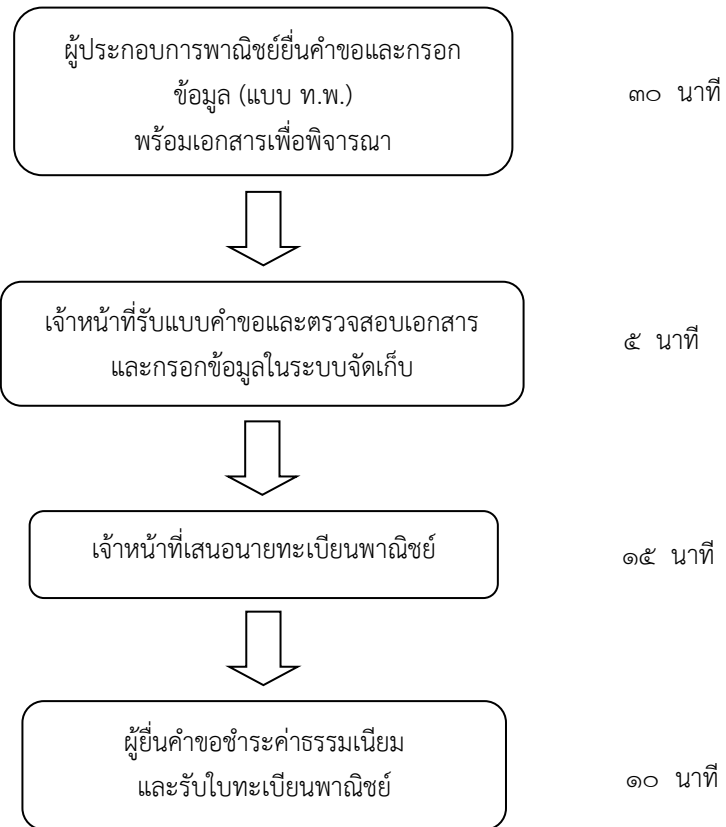 ผู้ประกอบการพาณิชย์ยื่นคำขอและกรอก
ข้อมูล (แบบ ท.พ.)
พร้อมเอกสารเพื่อพิจารณา
๓๐ นาที
เจ้าหน้าที่รับแบบคำขอและตรวจสอบเอกสาร
และกรอกข้อมูลในระบบจัดเก็บ
๕ นาที
เจ้าหน้าที่เสนอนายทะเบียนพาณิชย์
๑๕ นาที
ผู้ยื่นคำขอชำระค่าธรรมเนียม
และรับใบทะเบียนพาณิชย์
๑๐ นาที